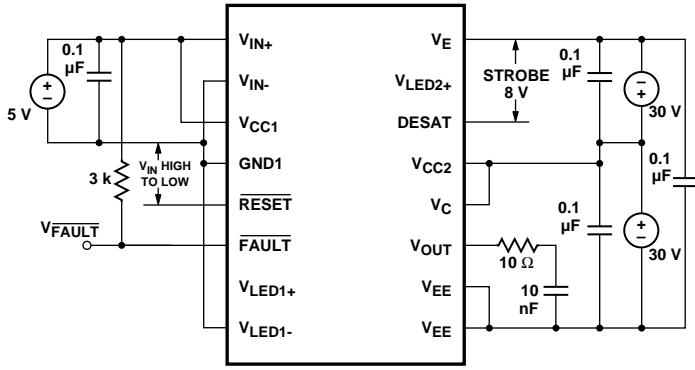 0.1
µF
+
–
5 V
3 k
V_IN HIGH
TO LOW
V_FAULT
V_IN+
V_IN-
V_CC1
GND1
RESET
FAULT
V_LED1+
V_LED1-
V_E
V_LED2+
DESAT
V_CC2
V_C
V_OUT
V_EE
V_EE
STROBE
8 V
0.1
µF
–
+
30 V
0.1
µF
0.1
µF
+
–
30 V
10 Ω
10
nF